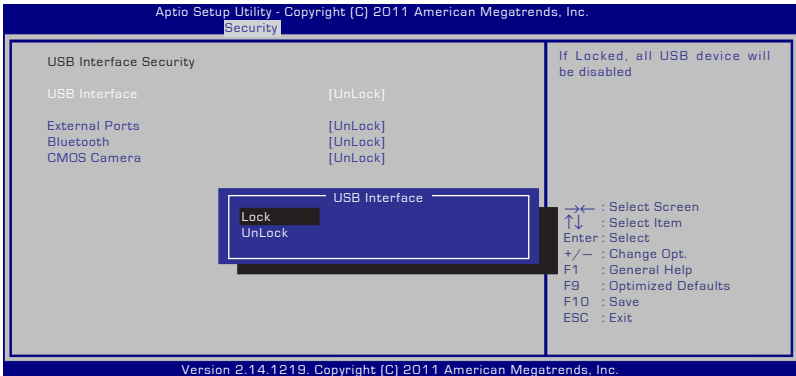 Aptio Setup Utility - Copyright (C) 2011 American Megatrends, Inc.
Security
USB Interface Security
USB Interface [UnLock]
External Ports [UnLock]
Bluetooth [UnLock]
CMOS Camera [UnLock]
USB Interface
Lock
UnLock
If Locked, all USB device will
be disabled
→← : Select Screen
↑↓ : Select Item
Enter : Select
+/— : Change Opt.
F1 : General Help
F9 : Optimized Defaults
F10 : Save
ESC : Exit
Version 2.14.1219. Copyright (C) 2011 American Megatrends, Inc.